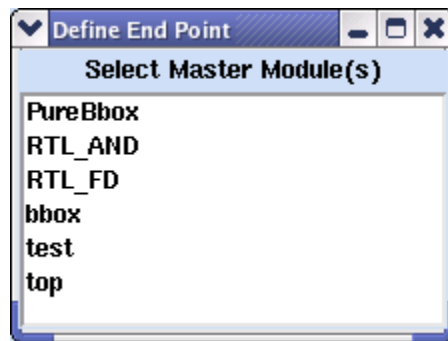 Define End Point
Select Master Module(s)
PureBbox
RTL_AND
RTL_FD
bbox
test
top